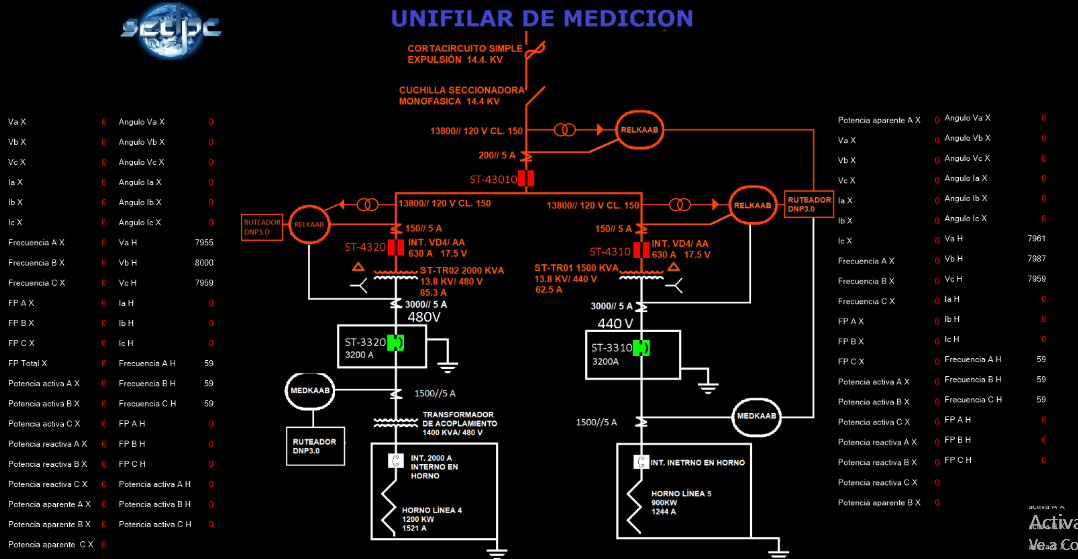 setpc
UNIFILAR DE MEDICION
CORTACIRCUITO SIMPLE
EXPULSIÓN 14.4. KV
CUCHILLA SECCIONADORA
MONOFASICA 14.4 KV
13800// 120 V CL. 150
RELKAAB
200// 5 A
ST-43010
13800// 120 V CL. 150
RUTEADOR
DNP3.0
RELKAAB
150// 5 A
ST-4320
INT. VD4/ AA
630 A 17.5 V
ST-TR02 2000 KVA
13.8 KV/ 480 V
85.3 A
3000// 5 A
480V
ST-3320
3200 A
MEDKAAB
1500//5 A
RUTEADOR
DNP3.0
TRANSFORMADOR
DE ACOPLAMIENTO
1400 KVA/ 480 V
INT. 2000 A
INTERNO EN
HORNO
HORNO LÍNEA 4
1200 KW
1521 A
13800// 120 V CL. 150
RELKAAB
RUTEADOR
DNP3.0
150// 5 A
ST-4310
INT. VD4/ AA
630 A 17.5 V
ST-TR01 1500 KVA
13.8 KV/ 440 V
62.5 A
3000// 5 A
440 V
ST-3310
3200A
1500//5 A
MEDKAAB
INT. INETRNO EN HORNO
HORNO LÍNEA 5
900KW
1244 A
Va X 0 Angulo Va X 0
Vb X 0 Angulo Vb X 0
Vc X 0 Angulo Vc X 0
Ia X 0 Angulo Ia X 0
Ib X 0 Angulo Ib X 0
Ic X 0 Angulo Ic X 0
Frecuencia A X 0 Va H 7955
Frecuencia B X 0 Vb H 8000
Frecuencia C X 0 Vc H 7959
FP A X 0 Ia H 0
FP B X 0 Ib H 0
FP C X 0 Ic H 0
FP Total X 0 Frecuencia A H 59
Potencia activa A X 0 Frecuencia B H 59
Potencia activa B X 0 Frecuencia C H 59
Potencia activa C X 0 FP A H 0
Potencia reactiva A X 0 FP B H 0
Potencia reactiva B X 0 FP C H 0
Potencia reactiva C X 0 Potencia activa A H 0
Potencia aparente A X 0 Potencia activa B H 0
Potencia aparente B X 0 Potencia activa C H 0
Potencia aparente C X 0
Potencia aparente A X 0 Angulo Va X 0
Va X 0 Angulo Vb X 0
Vb X 0 Angulo Vc X 0
Vc X 0 Angulo Ia X 0
Ia X 0 Angulo Ib X 0
Ib X 0 Angulo Ic X 0
Ic X 0 Va H 7961
Frecuencia A X 0 Vb H 7987
Frecuencia B X 0 Vc H 7959
Frecuencia C X 0 Ia H 0
FP A X 0 Ib H 0
FP B X 0 Ic H 0
FP C X 0 Frecuencia A H 59
Potencia activa A X 0 Frecuencia B H 59
Potencia activa B X 0 Frecuencia C H 59
Potencia activa C X 0 FP A H 0
Potencia reactiva A X 0 FP B H 0
Potencia reactiva B X 0 FP C H 0
Potencia reactiva C X 0
Potencia aparente B X 0
Activa
Ve a Co